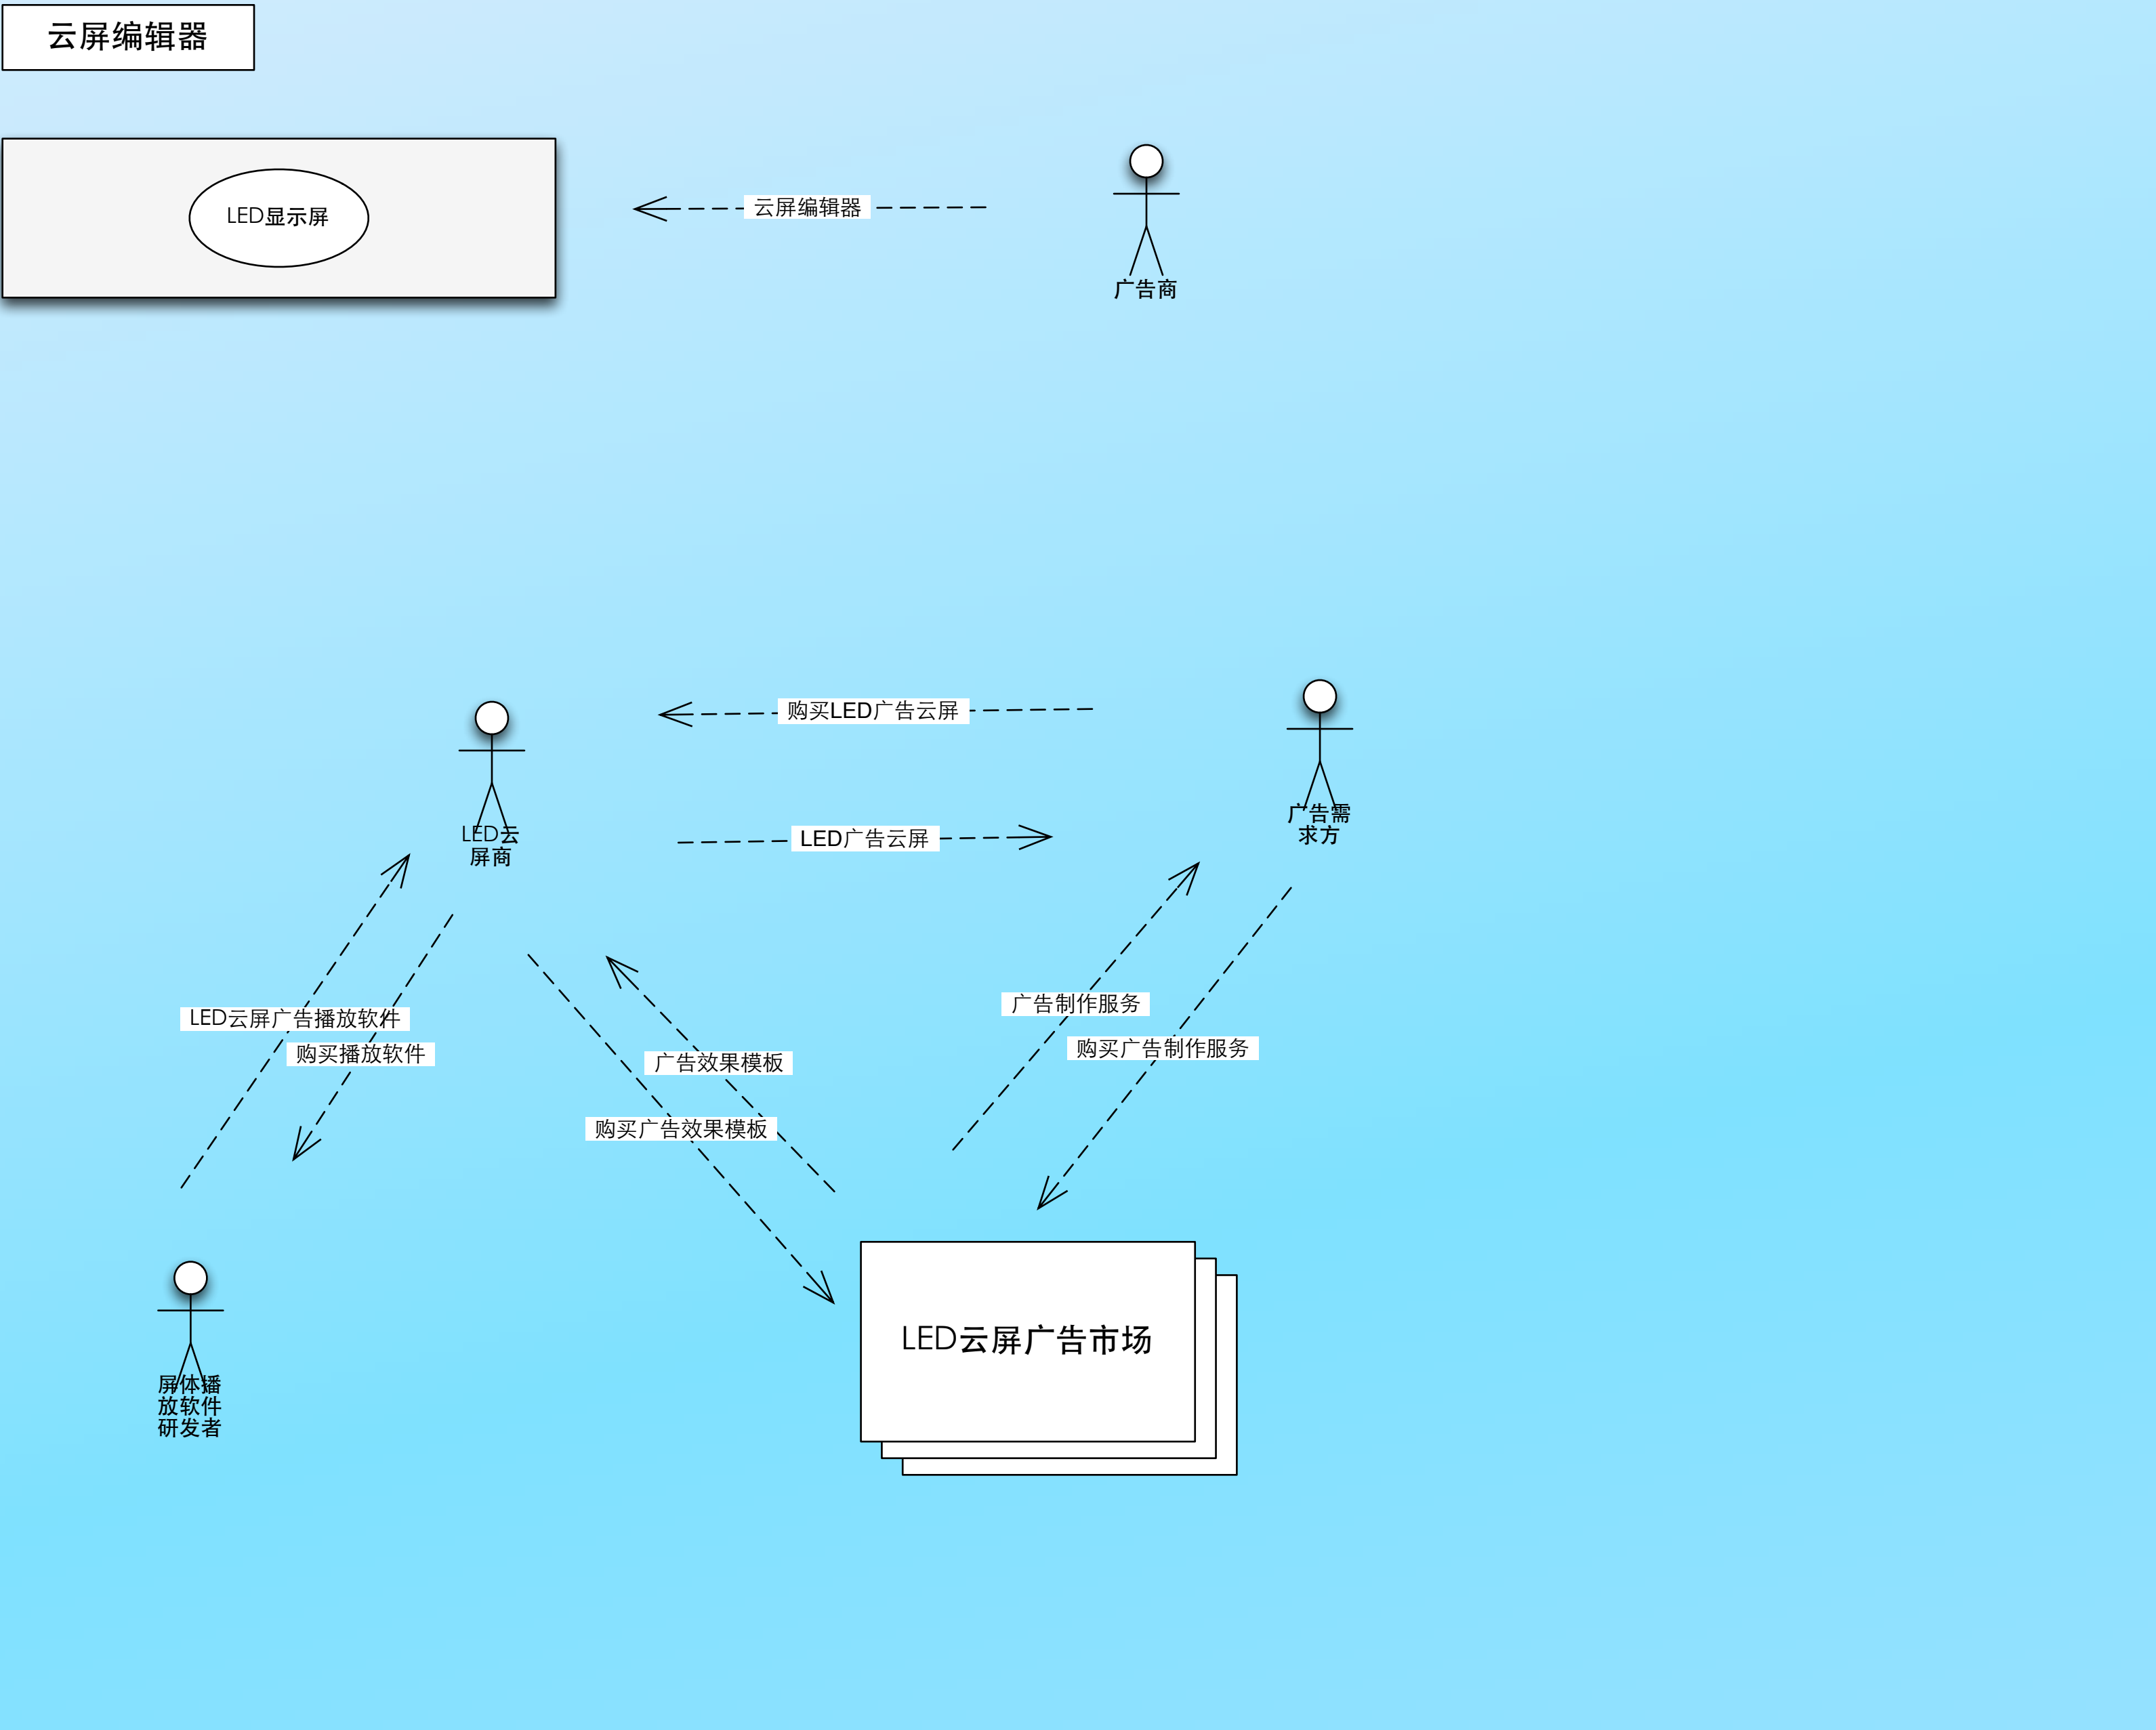 云屏编辑器
LED显示屏
云屏编辑器
广告商
购买LED广告云屏
LED云
屏商
广告需
求方
LED广告云屏
广告制作服务
LED云屏广告播放软件
购买广告制作服务
购买播放软件
广告效果模板
购买广告效果模板
LED云屏广告市场
屏体播
放软件
研发者